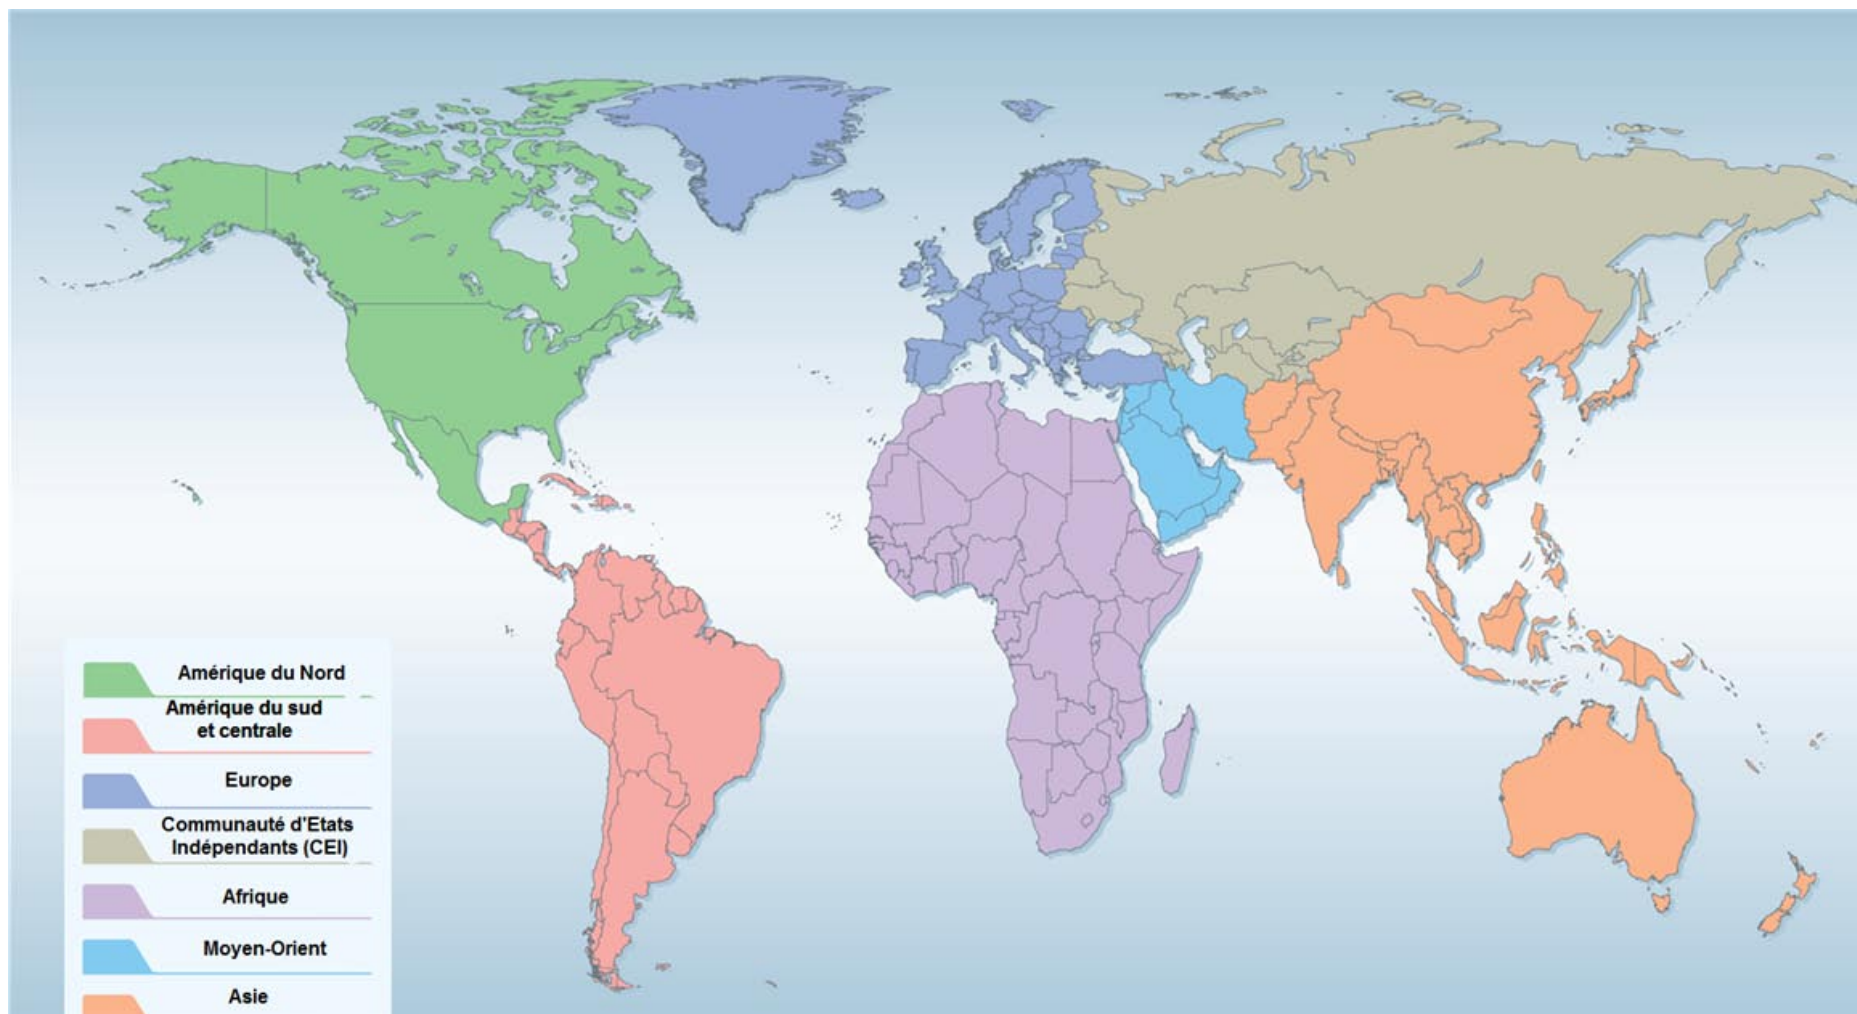 Amérique du Nord
Amérique du sud
et centrale
Europe
Communauté d'Etats
Indépendants (CEI)
Afrique
Moyen-Orient
Asie